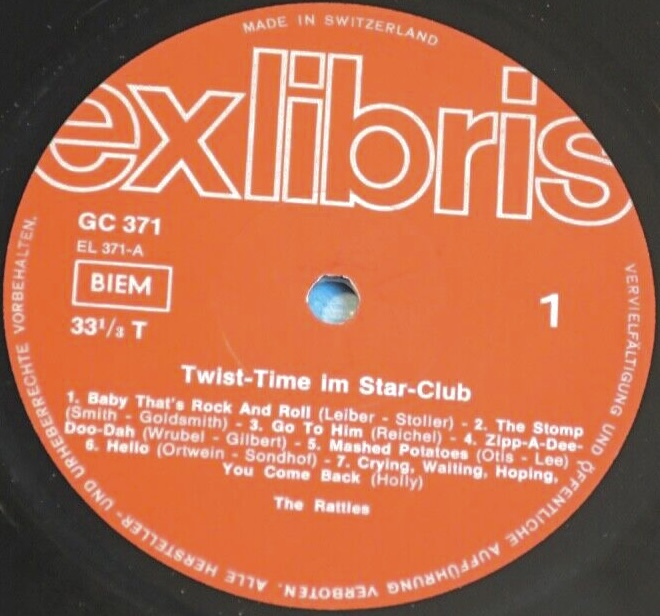 MADE IN SWITZERLAND
exlibris
GC 371
EL 371-A
BIEM
33¹/₃ T
1
Twist-Time im Star-Club
1. Baby That's Rock And Roll (Leiber - Stoller) - 2. The Stomp
(Smith - Goldsmith) - 3. Go To Him (Reichel) - 4. Zipp-A-Dee-
Doo-Dah (Wrubel - Gilbert) - 5. Mashed Potatoes (Otis - Lee) -
6. Hello (Ortwein - Sondhof) - 7. Crying, Waiting, Hoping,
You Come Back (Holly)
The Rattles
VERVIELFÄLTIGUNG UND ÖFFENTLICHE AUFFÜHRUNG VERBOTEN. ALLE HERSTELLER- UND URHEBERRECHTE VORBEHALTEN.